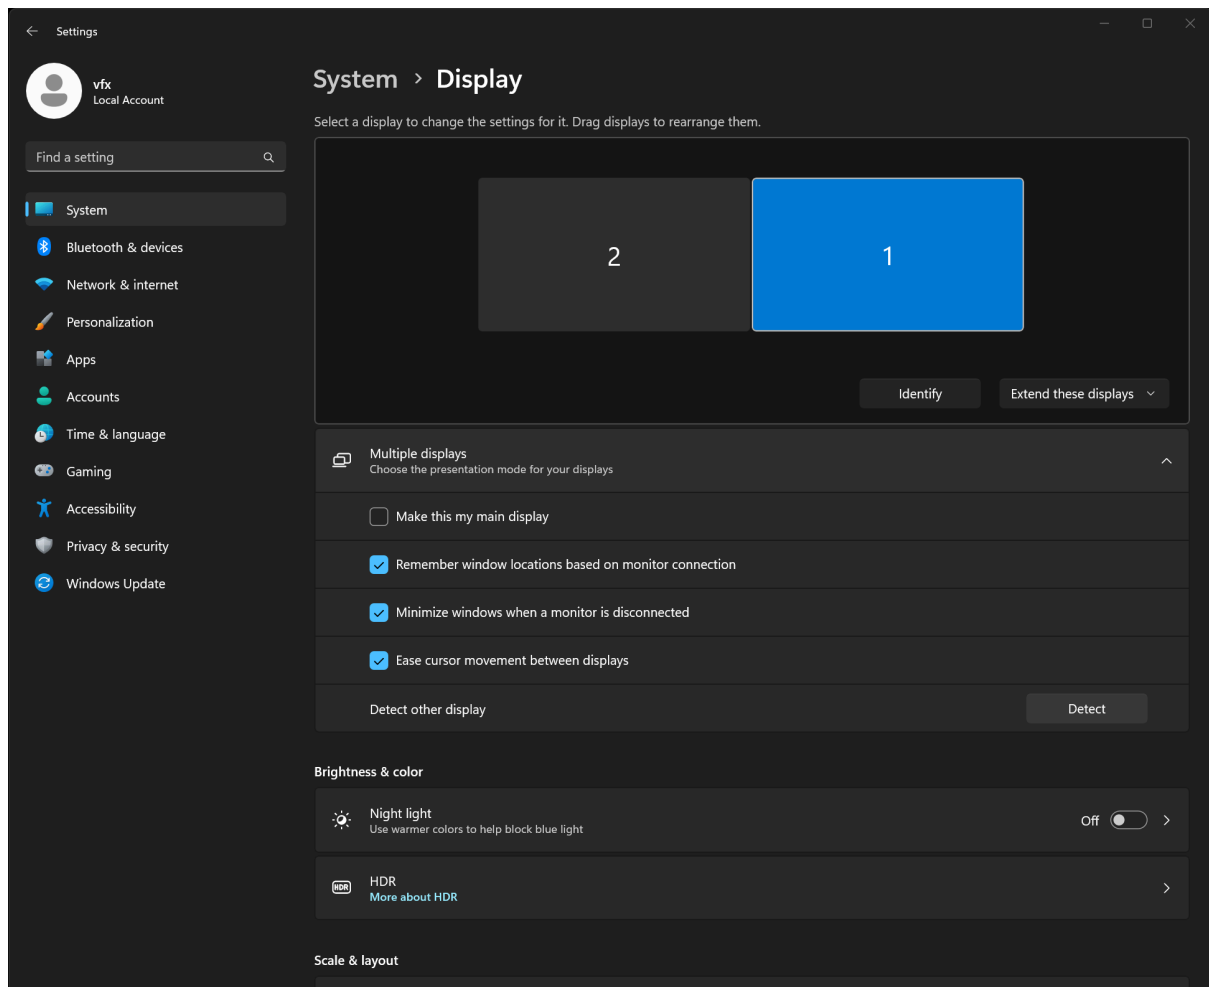 Settings
vfx
Local Account
Find a setting
System
Bluetooth & devices
Network & internet
Personalization
Apps
Accounts
Time & language
Gaming
Accessibility
Privacy & security
Windows Update
System › Display
Select a display to change the settings for it. Drag displays to rearrange them.
2
1
Identify
Extend these displays
Multiple displays
Choose the presentation mode for your displays
Make this my main display
Remember window locations based on monitor connection
Minimize windows when a monitor is disconnected
Ease cursor movement between displays
Detect other display
Detect
Brightness & color
Night light
Use warmer colors to help block blue light
Off
HDR
HDR
More about HDR
Scale & layout